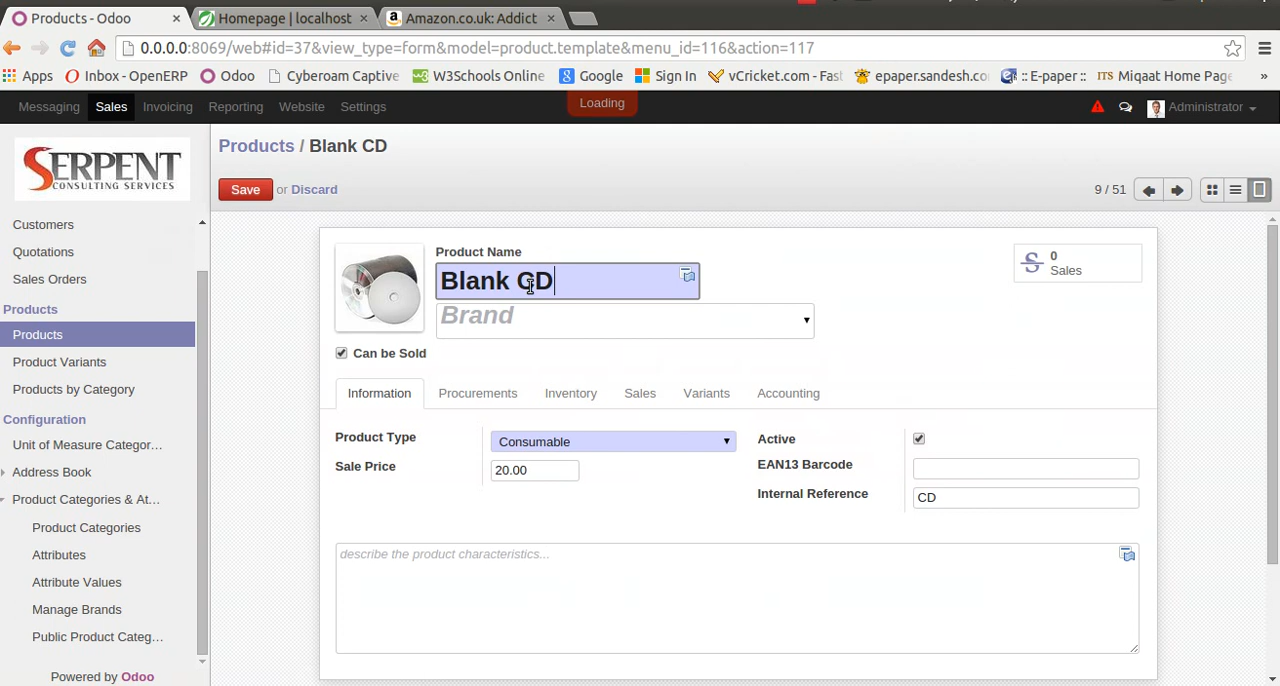 Products - Odoo × Homepage | localhost × Amazon.co.uk: Addict ×
0.0.0.0:8069/web#id=37&view_type=form&model=product.template&menu_id=116&action=117
Apps Inbox - OpenERP Odoo Cyberoam Captive W3Schools Online Google Sign In vCricket.com - Fast epaper.sandesh.co :: E-paper :: ITS Miqaat Home Page »
Messaging Sales Invoicing Reporting Website Settings Loading Administrator
SERPENT
CONSULTING SERVICES
Customers
Quotations
Sales Orders
Products
Products
Product Variants
Products by Category
Configuration
Unit of Measure Categor...
Address Book
Product Categories & At...
Product Categories
Attributes
Attribute Values
Manage Brands
Public Product Categ...
Powered by Odoo
Products / Blank CD
Save or Discard
9 / 51
Product Name
Blank CD
Brand
0
Sales
Can be Sold
Information Procurements Inventory Sales Variants Accounting
Product Type Consumable
Sale Price 20.00
Active
EAN13 Barcode
Internal Reference CD
describe the product characteristics...